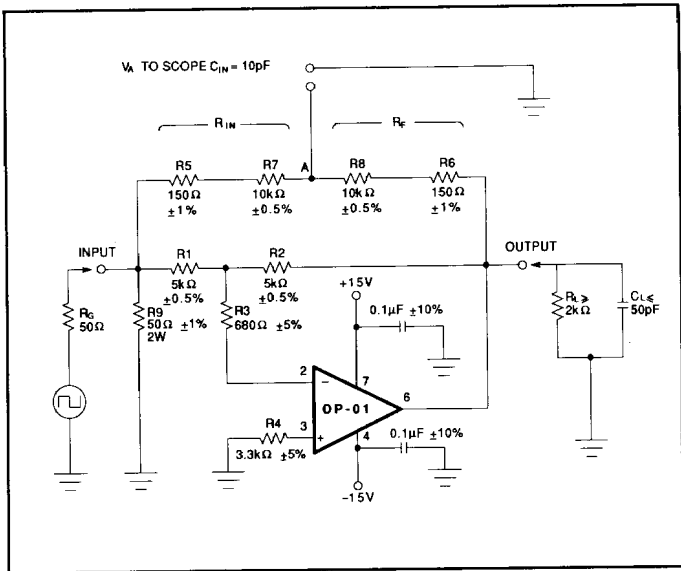 VA TO SCOPE CIN = 10pF
RIN
RF
R5
150Ω
±1%
R7
10kΩ
±0.5%
A
R8
10kΩ
±0.5%
R6
150Ω
±1%
INPUT
R1
5kΩ
±0.5%
R2
5kΩ
±0.5%
OUTPUT
RG
50Ω
R9
50Ω ±1%
2W
R3
680Ω ±5%
+15V
0.1µF ±10%
RL ≥
2kΩ
CL ≤
50pF
2
−
7
OP-01
6
R4
3.3kΩ ±5%
3
+
4
0.1µF ±10%
−15V